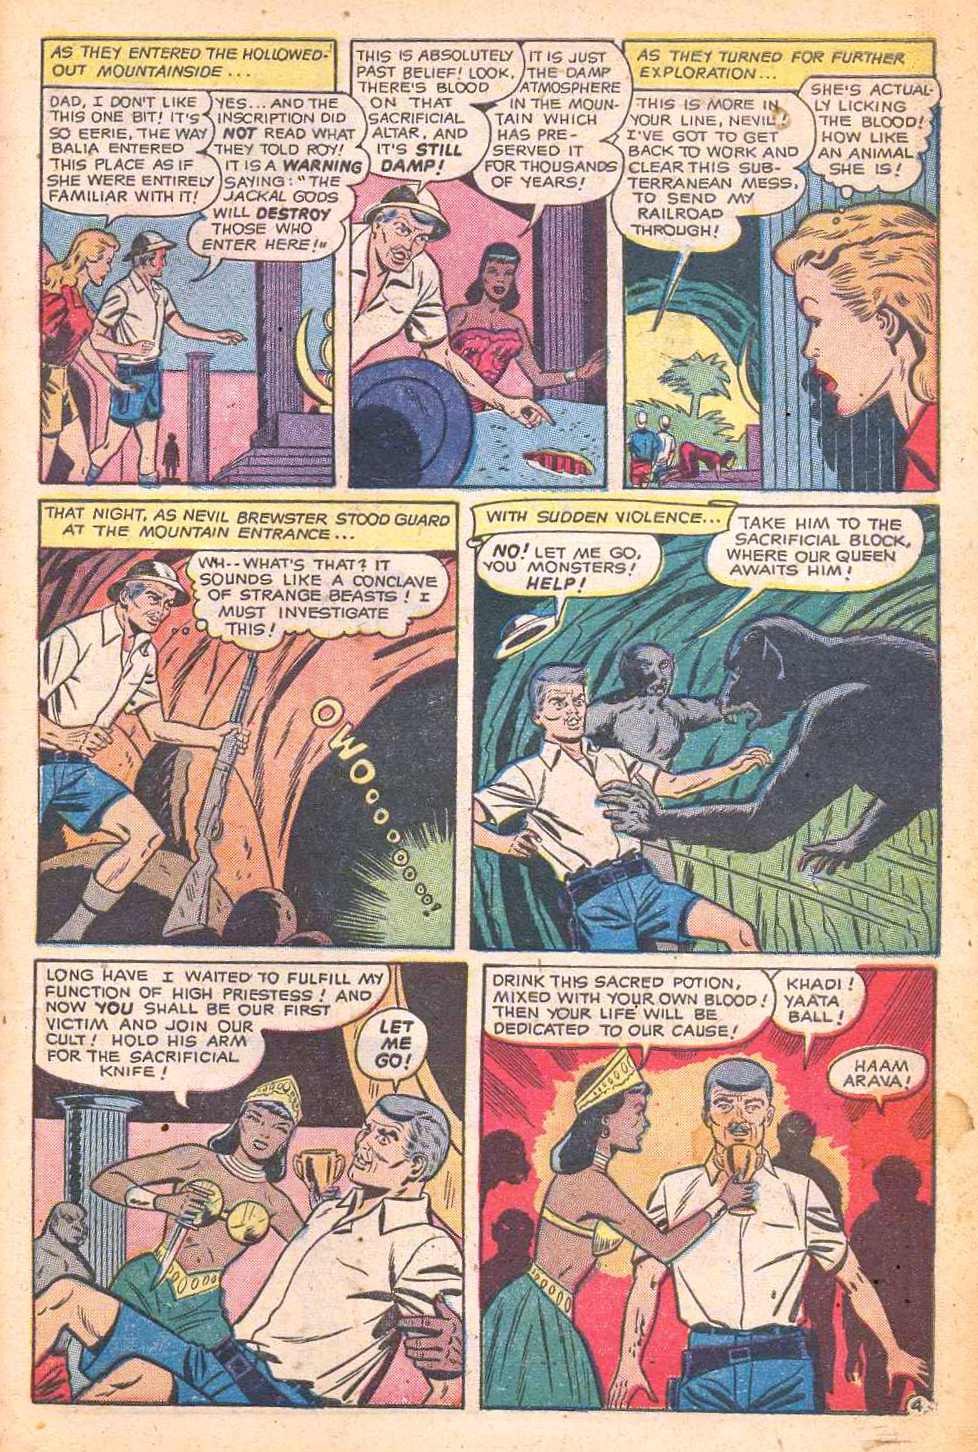 AS THEY ENTERED THE HOLLOWED-
OUT MOUNTAINSIDE...
DAD, I DON'T LIKE
THIS ONE BIT! IT'S
SO EERIE, THE WAY
BALIA ENTERED
THIS PLACE AS IF
SHE WERE ENTIRELY
FAMILIAR WITH IT!
YES... AND THE
INSCRIPTION DID
NOT READ WHAT
THEY TOLD ROY!
IT IS A WARNING
SAYING: "THE
JACKAL GODS
WILL DESTROY
THOSE WHO
ENTER HERE!"
THIS IS ABSOLUTELY
PAST BELIEF! LOOK,
THERE'S BLOOD
ON THAT
SACRIFICIAL
ALTAR, AND
IT'S STILL
DAMP!
IT IS JUST
THE DAMP
ATMOSPHERE
IN THE MOUN-
TAIN WHICH
HAS PRE-
SERVED IT
FOR THOUSANDS
OF YEARS!
AS THEY TURNED FOR FURTHER
EXPLORATION...
THIS IS MORE IN
YOUR LINE, NEVIL!
I'VE GOT TO GET
BACK TO WORK AND
CLEAR THIS SUB-
TERRANEAN MESS,
TO SEND MY
RAILROAD
THROUGH!
SHE'S ACTUAL-
LY LICKING
THE BLOOD!
HOW LIKE
AN ANIMAL
SHE IS!
THAT NIGHT, AS NEVIL BREWSTER STOOD GUARD
AT THE MOUNTAIN ENTRANCE...
WH--WHAT'S THAT? IT
SOUNDS LIKE A CONCLAVE
OF STRANGE BEASTS! I
MUST INVESTIGATE
THIS!
OWOOOOOOOOO!
WITH SUDDEN VIOLENCE...
NO! LET ME GO,
YOU MONSTERS!
HELP!
TAKE HIM TO THE
SACRIFICIAL BLOCK,
WHERE OUR QUEEN
AWAITS HIM!
LONG HAVE I WAITED TO FULFILL MY
FUNCTION OF HIGH PRIESTESS! AND
NOW YOU SHALL BE OUR FIRST
VICTIM AND JOIN OUR
CULT! HOLD HIS ARM
FOR THE SACRIFICIAL
KNIFE!
LET
ME
GO!
DRINK THIS SACRED POTION,
MIXED WITH YOUR OWN BLOOD!
THEN YOUR LIFE WILL BE
DEDICATED TO OUR CAUSE!
KHADI!
YAATA
BALL!
HAAM
ARAVA!
4